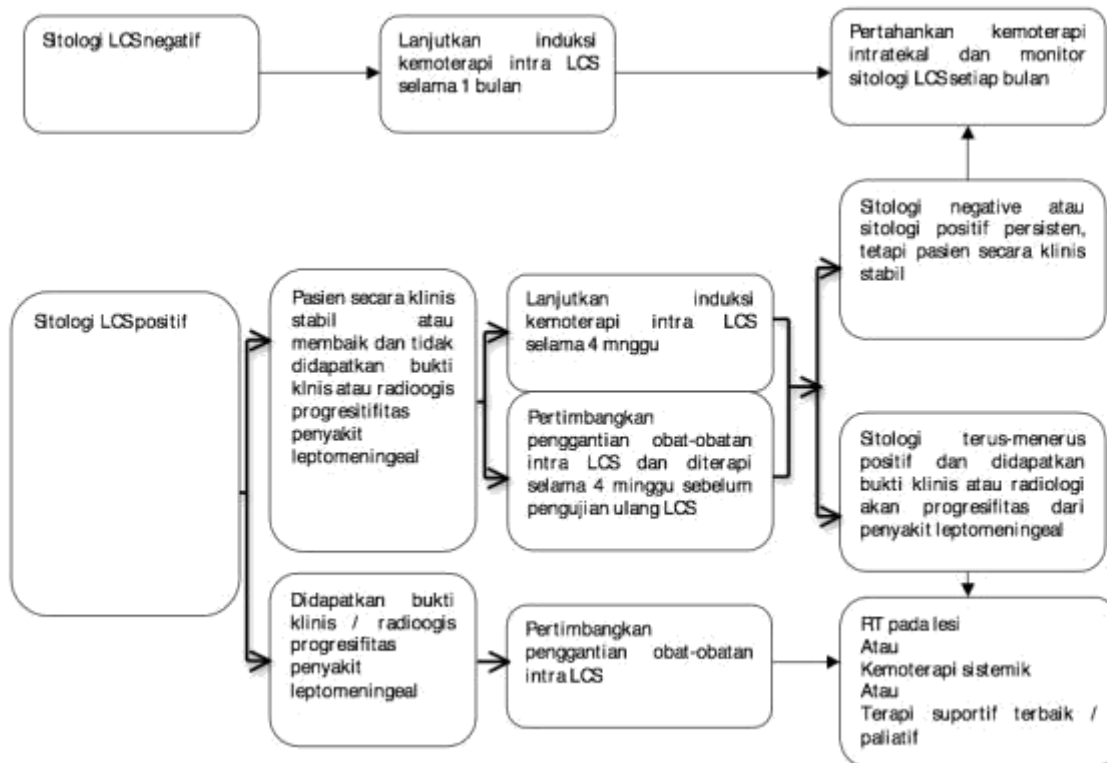 Sitologi LCS negatif
Lanjutkan induksi
kemoterapi intra LCS
selama 1 bulan
Pertahankan kemoterapi
intratekal dan monitor
sitologi LCS setiap bulan
Sitologi negative atau
sitologi positif persisten,
tetapi pasien secara klinis
stabil
Sitologi LCS positif
Pasien secara klinis
stabil atau
membaik dan tidak
didapatkan bukti
klnis atau radioogis
progresitifitas
penyakit
leptomeningeal
Lanjutkan induksi
kemoterapi intra LCS
selama 4 mnggu
Pertimbangkan
penggantian obat-obatan
intra LCS dan diterapi
selama 4 minggu sebelum
pengujian ulang LCS
Sitologi terus-menerus
positif dan didapatkan
bukti klinis atau radiologi
akan progresifitas dari
penyakit leptomeningeal
Didapatkan bukti
klinis / radioogis
progresifitas
penyakit
leptomeningeal
Pertimbangkan
penggantian obat-obatan
intra LCS
RT pada lesi
Atau
Kemoterapi sistemik
Atau
Terapi suportif terbaik /
paliatif